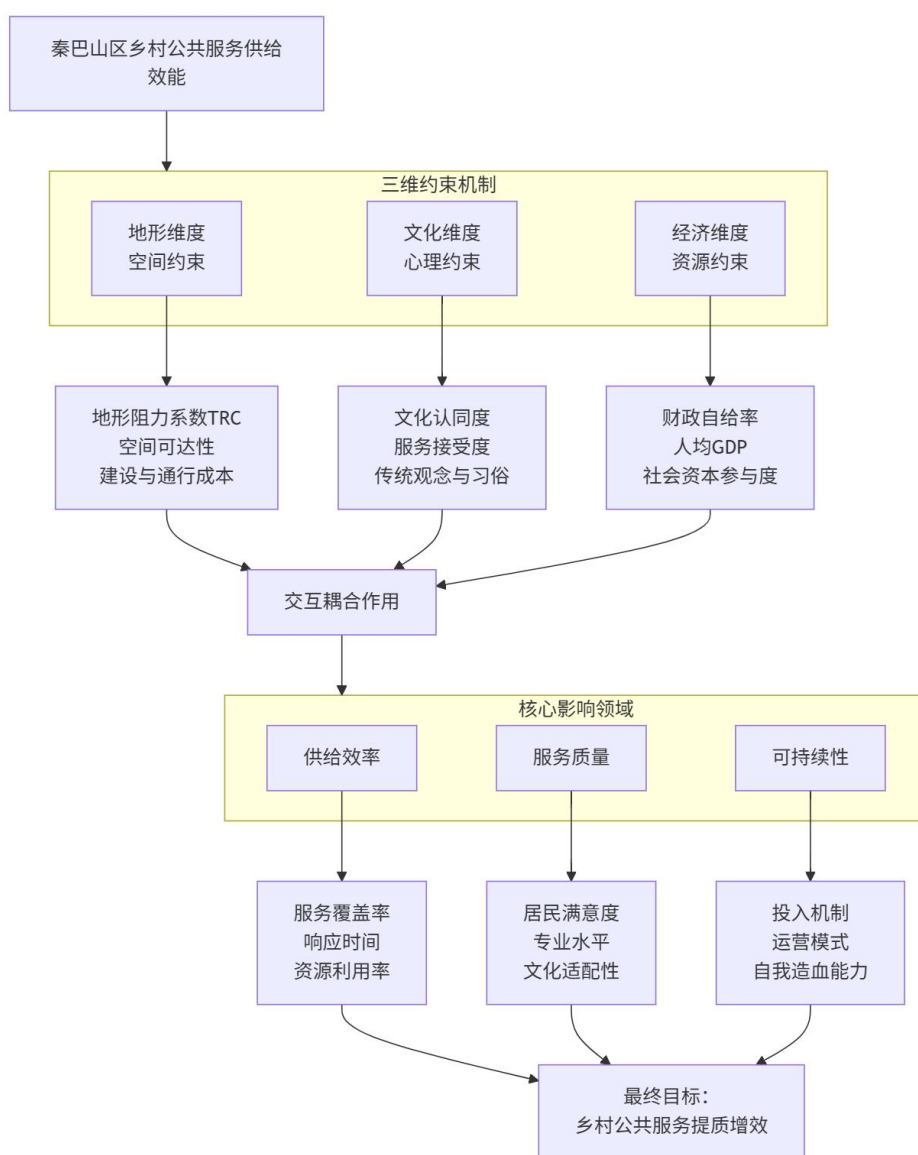 秦巴山区乡村公共服务供给
效能
三维约束机制
地形维度
空间约束
文化维度
心理约束
经济维度
资源约束
地形阻力系数TRC
空间可达性
建设与通行成本
文化认同度
服务接受度
传统观念与习俗
财政自给率
人均GDP
社会资本参与度
交互耦合作用
核心影响领域
供给效率
服务质量
可持续性
服务覆盖率
响应时间
资源利用率
居民满意度
专业水平
文化适配性
投入机制
运营模式
自我造血能力
最终目标：
乡村公共服务提质增效